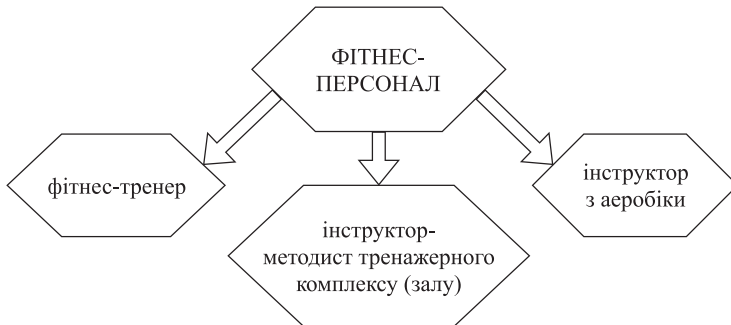 ФІТНЕС-
ПЕРСОНАЛ
фітнес-тренер
інструктор-
методист тренажерного
комплексу (залу)
інструктор
з аеробіки